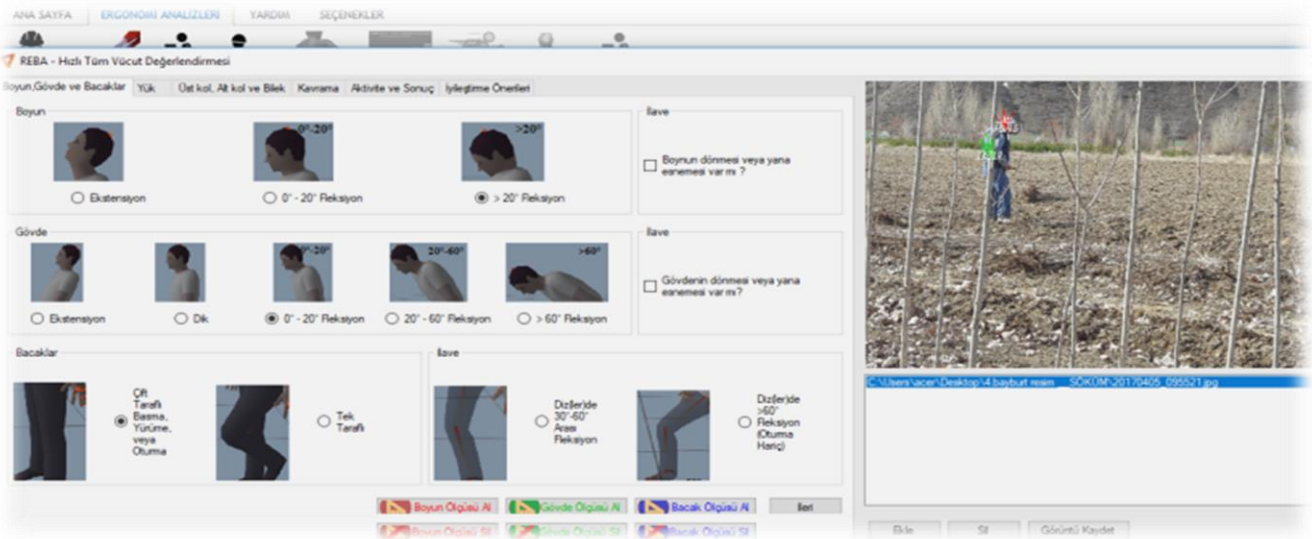 ANA SAYFA ERGONOMİ ANALİZLERİ YARDIM SEÇENEKLER
REBA - Hızlı Tüm Vücut Değerlendirmesi
Boyun,Gövde ve Bacaklar Yük Üst kol, Alt kol ve Bilek Kavrama Aktivite ve Sonuç İyileştirme Önerileri
Boyun
0°-20°
>20°
Ekstensiyon
0° - 20° Fleksiyon
> 20° Fleksiyon
İlave
Boynun dönmesi veya yana
esnemesi var mı ?
Gövde
0°-20°
20°-60°
>60°
Ekstensiyon
Dik
0° - 20° Fleksiyon
20° - 60° Fleksiyon
> 60° Fleksiyon
İlave
Gövdenin dönmesi veya yana
esnemesi var mı?
Bacaklar
Çift
Taraflı
Basma,
Yürüme,
veya
Oturma
Tek
Taraflı
İlave
Diz(ler)de
30°-60°
Arası
Fleksiyon
Diz(ler)de
>60°
Fleksiyon
(Oturma
Hariç)
Boyun Ölçüsü Al Gövde Ölçüsü Al Bacak Ölçüsü Al İleri
Boyun Ölçüsü Sil Gövde Ölçüsü Sil Bacak Ölçüsü Sil
C:\Users\acer\Desktop\4.bayburt resim __SÖKÜM\20170405_095521.jpg
Ekle Sil Görüntü Kaydet